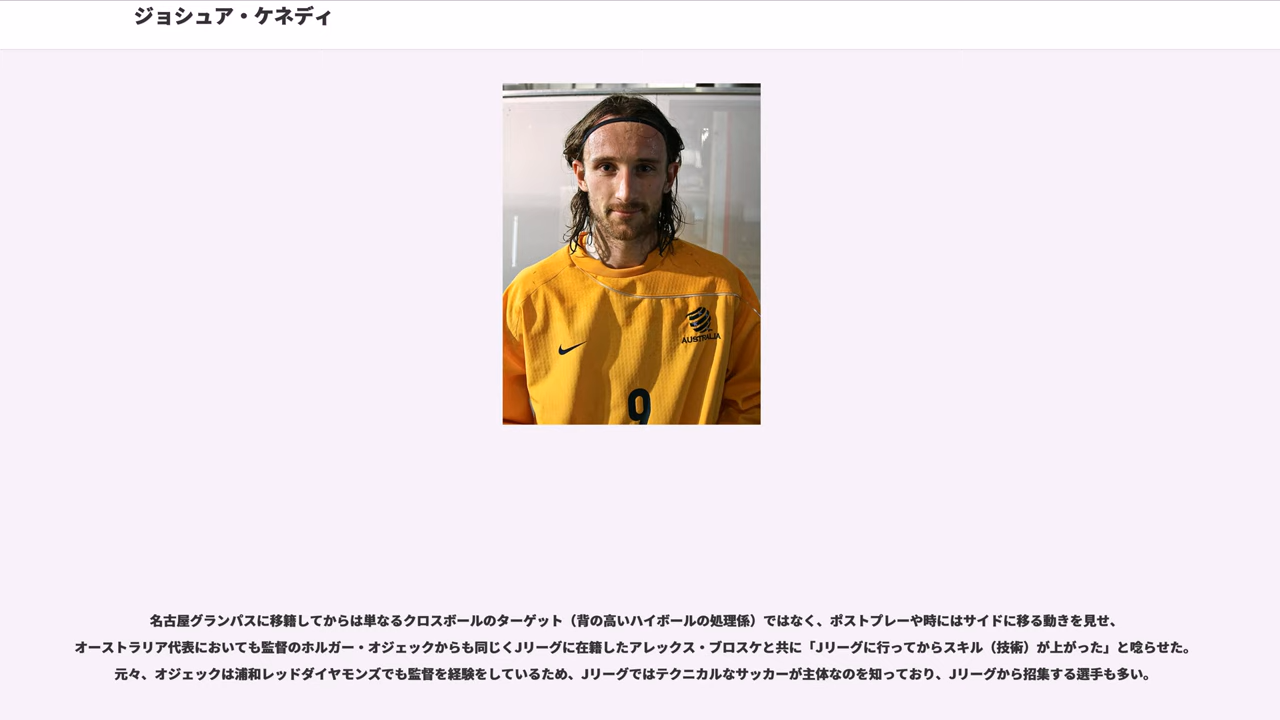 ジョシュア・ケネディ
AUSTRALIA
9
名古屋グランパスに移籍してからは単なるクロスボールのターゲット（背の高いハイボールの処理係）ではなく、ポストプレーや時にはサイドに移る動きを見せ、
オーストラリア代表においても監督のホルガー・オジェックからも同じくJリーグに在籍したアレックス・ブロスケと共に「Jリーグに行ってからスキル（技術）が上がった」と唸らせた。
元々、オジェックは浦和レッドダイヤモンズでも監督を経験をしているため、Jリーグではテクニカルなサッカーが主体なのを知っており、Jリーグから招集する選手も多い。